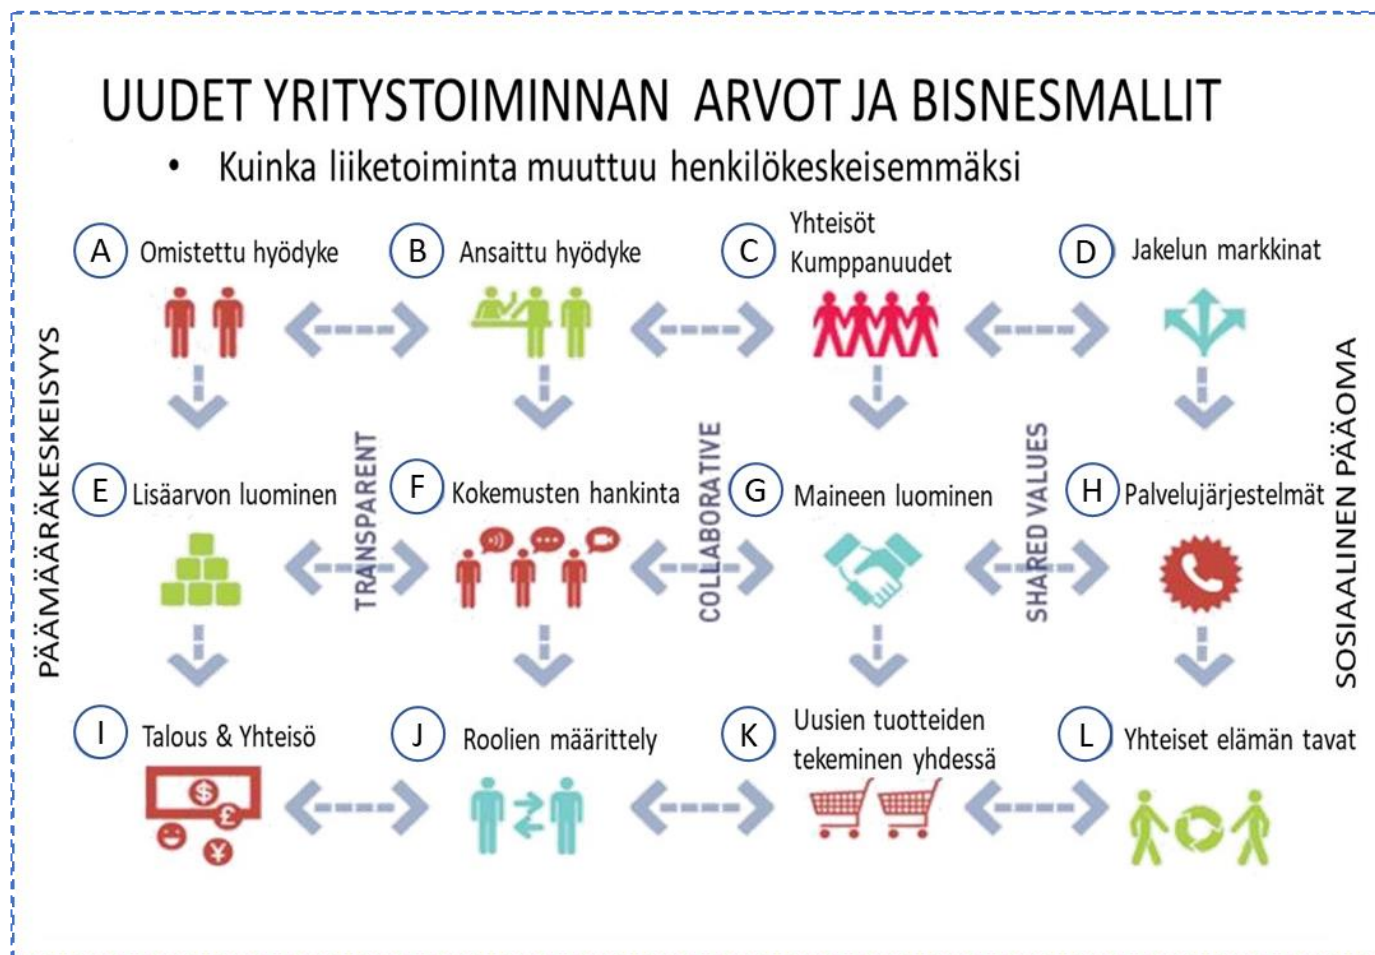 UUDET YRITYSTOIMINNAN ARVOT JA BISNESMALLIT
• Kuinka liiketoiminta muuttuu henkilökeskeisemmäksi
PÄÄMÄÄRÄKESKEISYYS
A Omistettu hyödyke
B Ansaittu hyödyke
C Yhteisöt
Kumppanuudet
D Jakelun markkinat
E Lisäarvon luominen
TRANSPARENT
F Kokemusten hankinta
COLLABORATIVE
G Maineen luominen
SHARED VALUES
H Palvelujärjestelmät
I Talous & Yhteisö
$
£
¥
J Roolien määrittely
K Uusien tuotteiden
tekeminen yhdessä
L Yhteiset elämän tavat
SOSIAALINEN PÄÄOMA